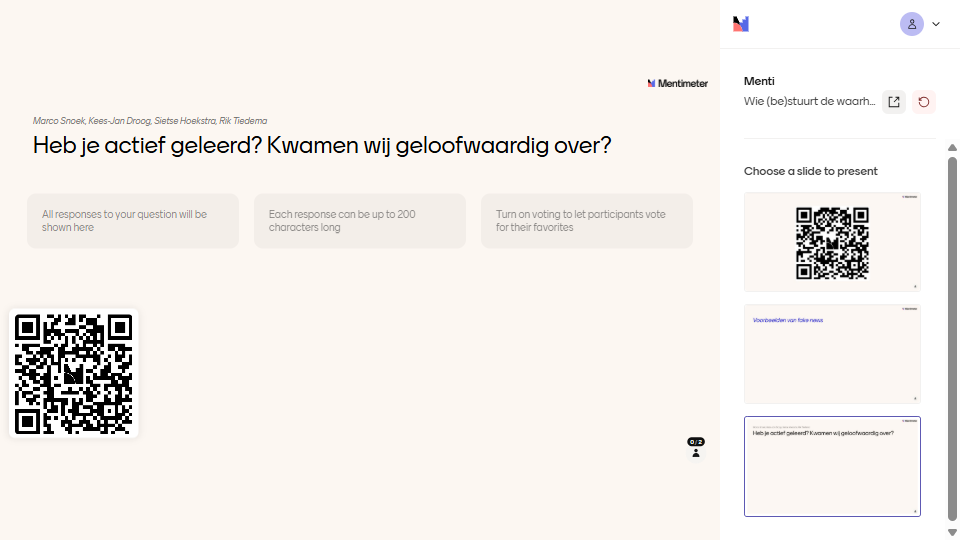 Mentimeter
Marco Snoek, Kees-Jan Droog, Sietse Hoekstra, Rik Tiedema
Heb je actief geleerd? Kwamen wij geloofwaardig over?
All responses to your question will be
shown here
Each response can be up to 200
characters long
Turn on voting to let participants vote
for their favorites
0/2
Menti
Wie (be)stuurt de waarh...
Choose a slide to present
Voorbeelden van fake news
Heb je actief geleerd? Kwamen wij geloofwaardig over?